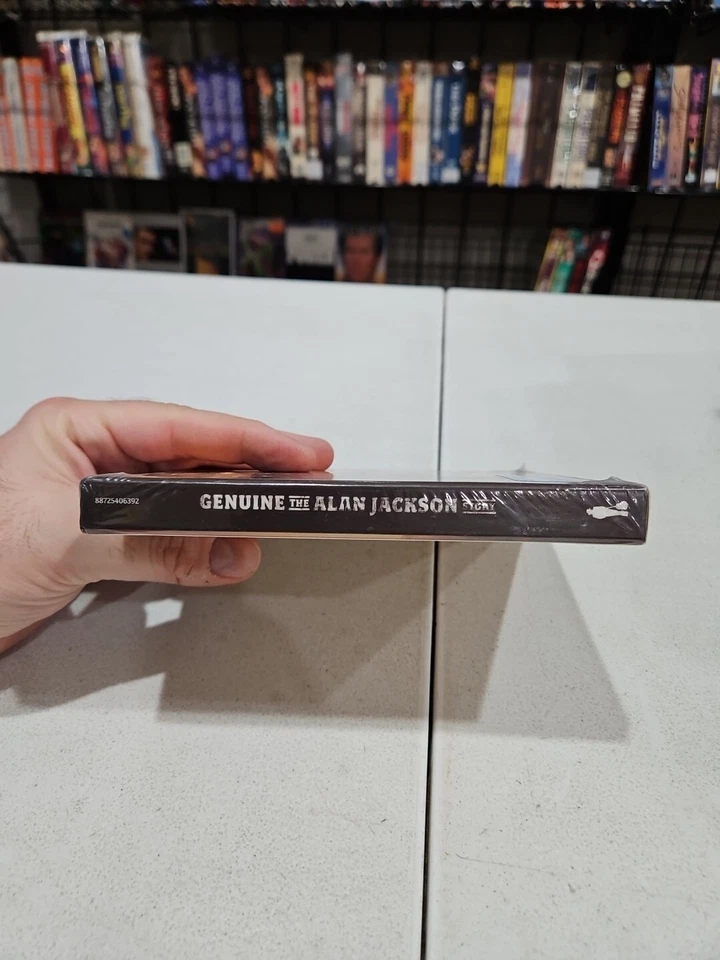 88725406392
GENUINE THE ALAN JACKSON STORY